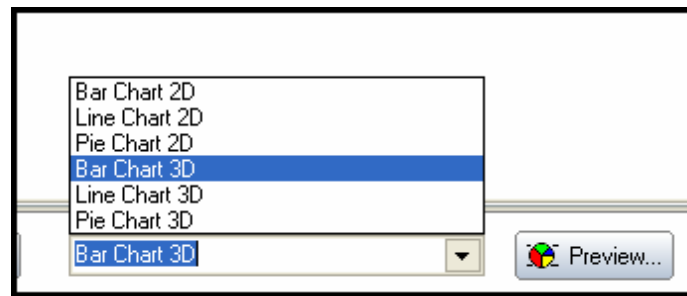 Bar Chart 2D
Line Chart 2D
Pie Chart 2D
Bar Chart 3D
Line Chart 3D
Pie Chart 3D
Bar Chart 3D
Preview...